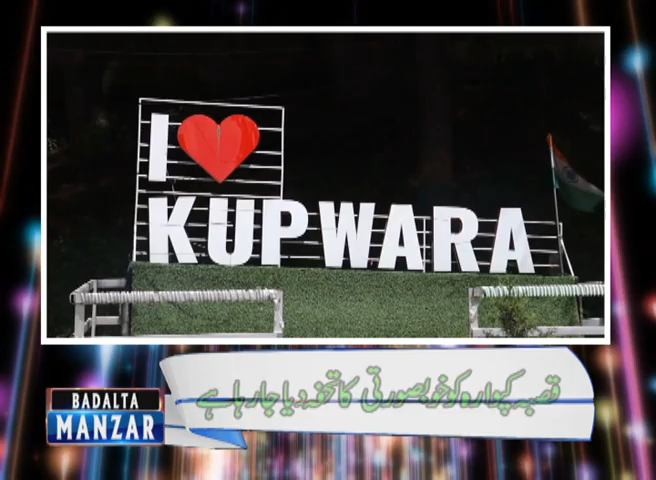 I ❤
KUPWARA
قصبہ کپوارہ کو خوبصورتی کا تحفہ دیا جا رہا ہے
BADALTA
MANZAR